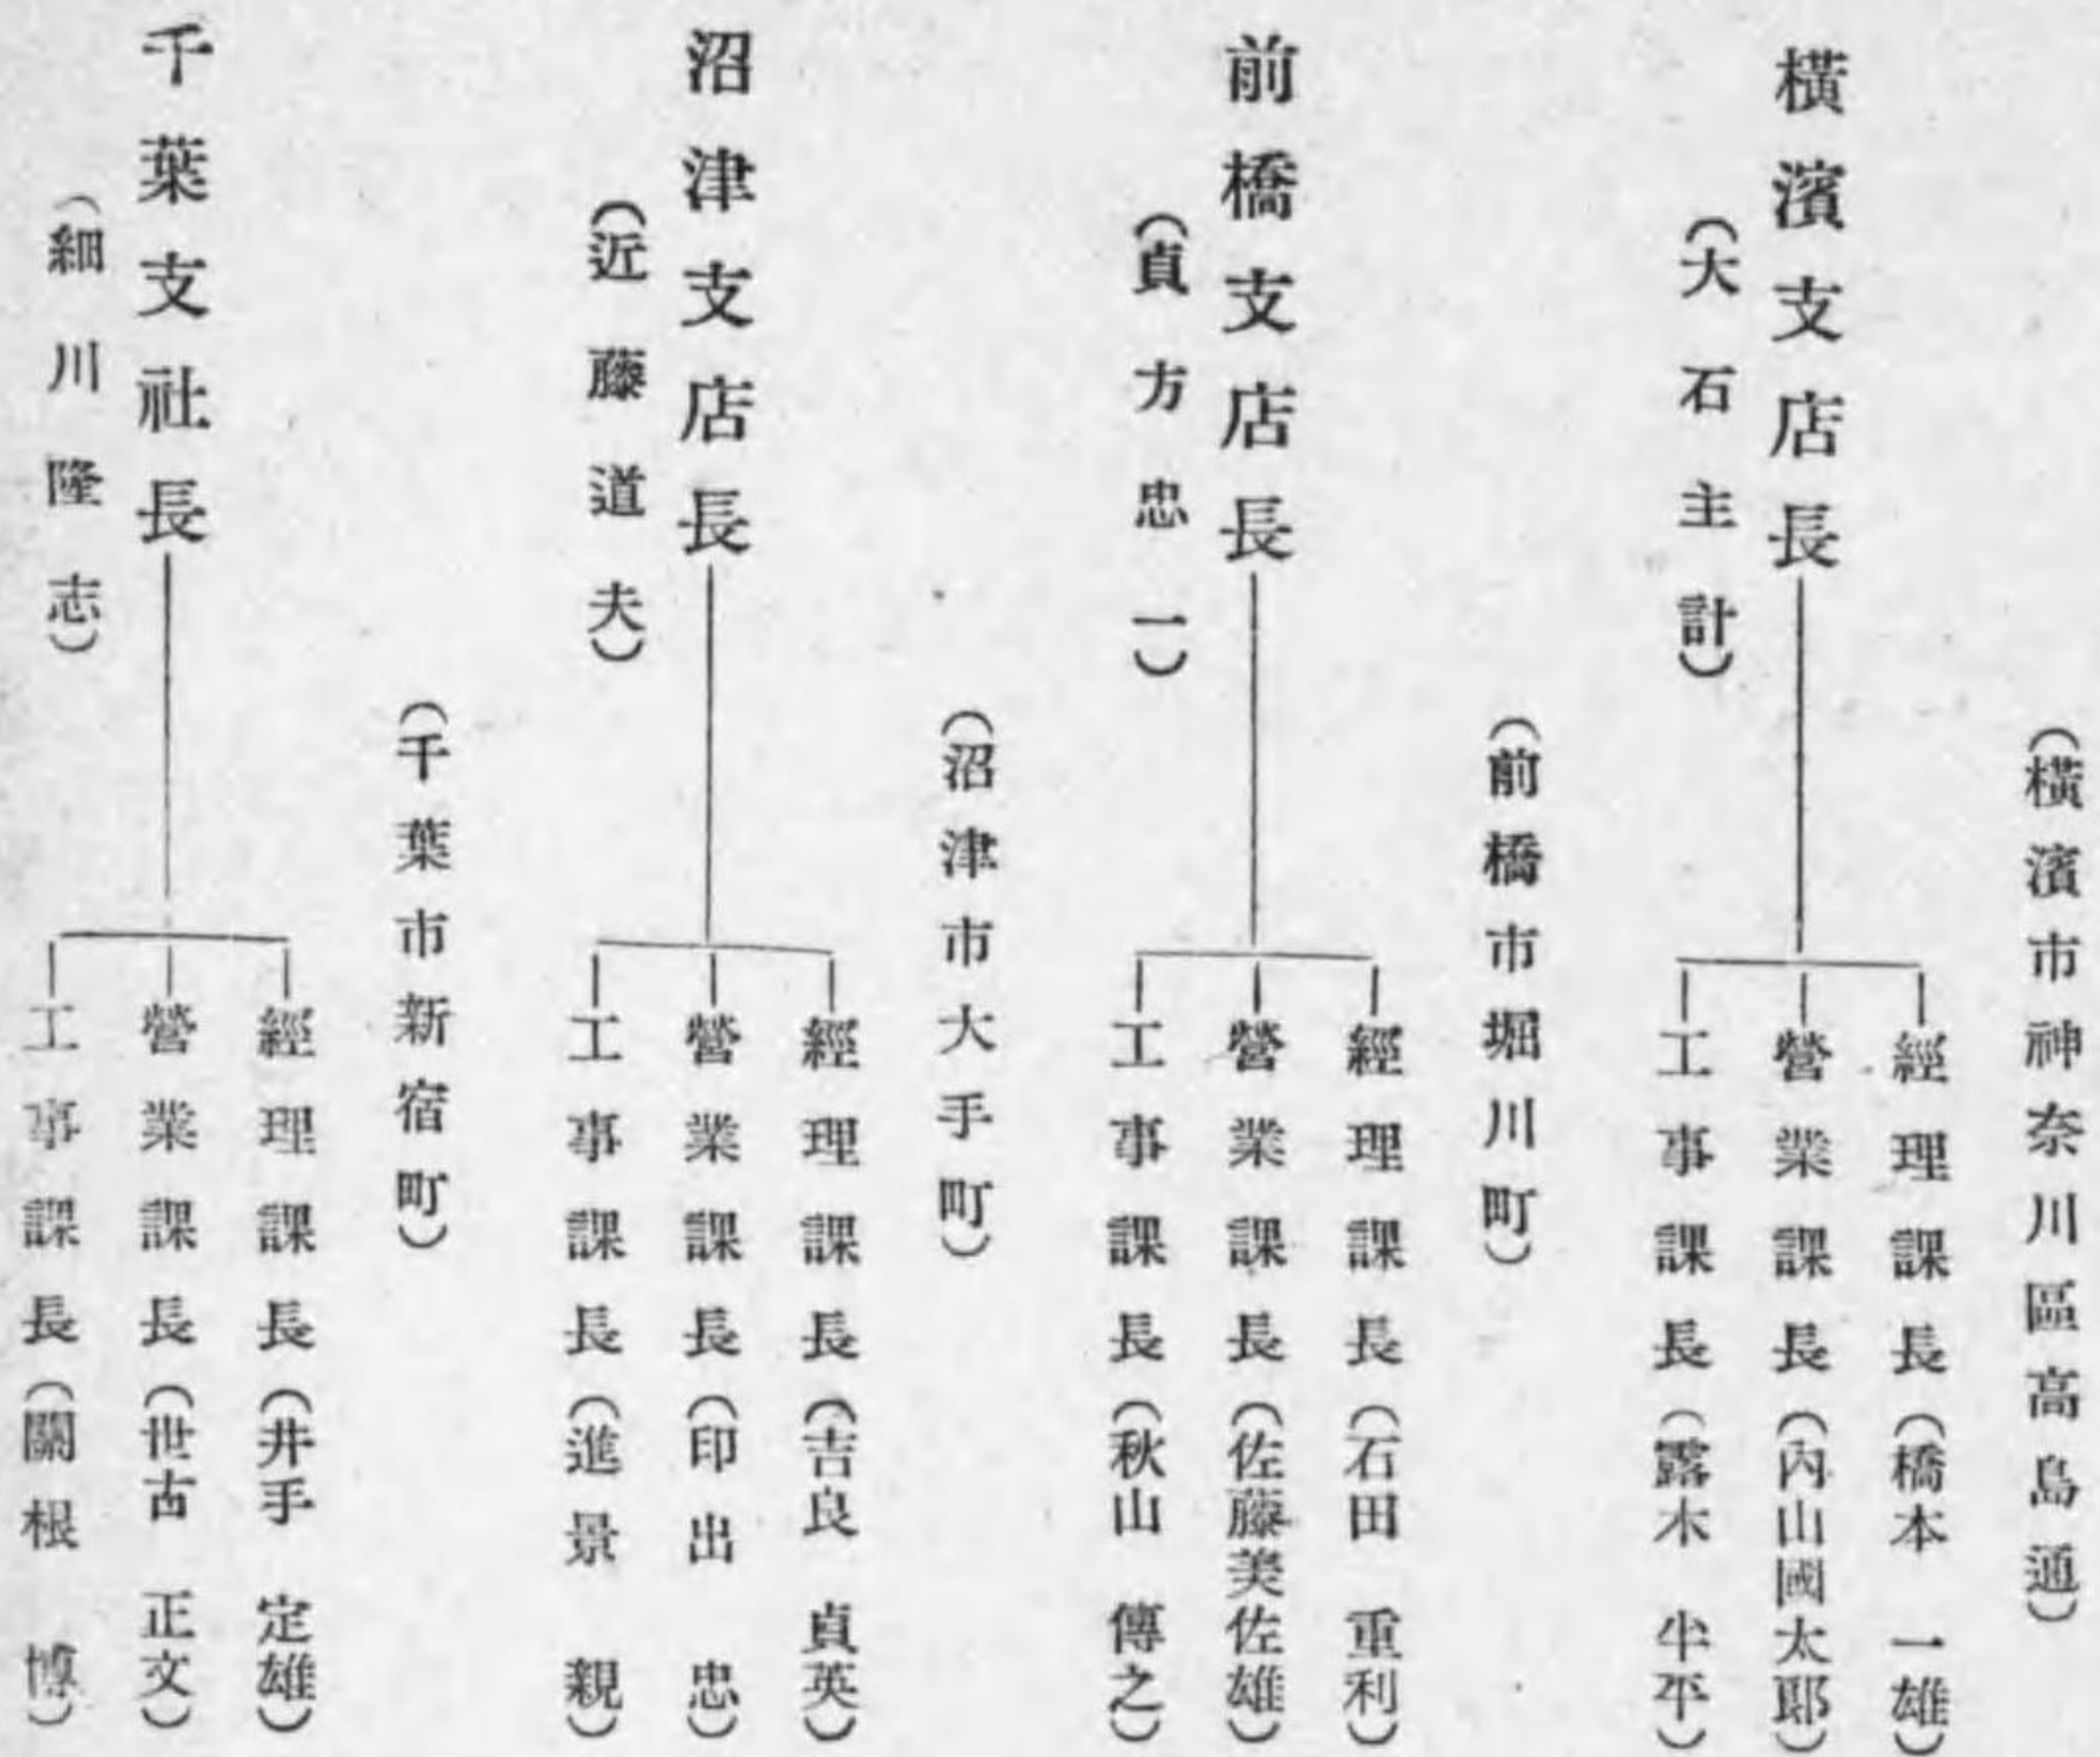 (横濱市神奈川區高島通)
横濱支店長
(大石主計)
經理課長(橋本一雄)
營業課長(內山國太郎)
工事課長(露木半平)
(前橋市堀川町)
前橋支店長
(貞方忠一)
經理課長(石田重利)
營業課長(佐藤美佐雄)
工事課長(秋山傳之)
(沼津市大手町)
沼津支店長
(近藤道夫)
經理課長(吉良貞英)
營業課長(印出忠)
工事課長(進景親)
(千葉市新宿町)
千葉支社長
(細川隆志)
經理課長(井手定雄)
營業課長(世古正文)
工事課長(關根博)